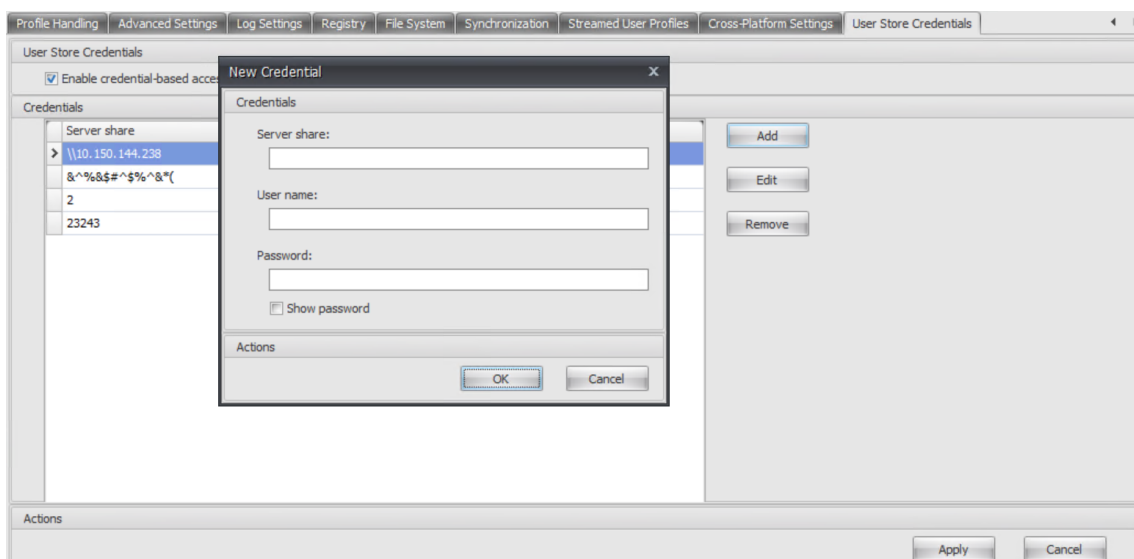 Profile Handling Advanced Settings Log Settings Registry File System Synchronization Streamed User Profiles Cross-Platform Settings User Store Credentials
User Store Credentials
Enable credential-based acces
Credentials
Server share
\\10.150.144.238
&^%&$#^$%^&*(
2
23243
Add
Edit
Remove
New Credential
x
Credentials
Server share:
User name:
Password:
Show password
Actions
OK Cancel
Actions
Apply Cancel